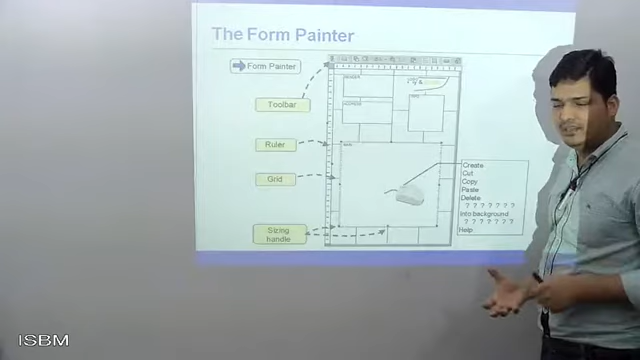 The Form Painter
Form Painter
Toolbar
Ruler
Grid
Sizing
handle
Create
Cut
Copy
Paste
Delete
? ? ? ? ? ? ?
into background
? ? ? ? ? ? ?
Help
ISBM